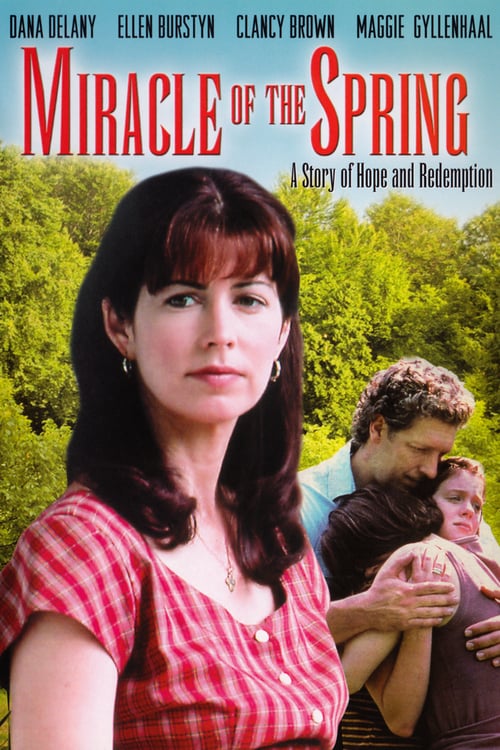 DANA DELANY ELLEN BURSTYN CLANCY BROWN MAGGIE GYLLENHAAL
MIRACLE OF THE SPRING
A Story of Hope and Redemption